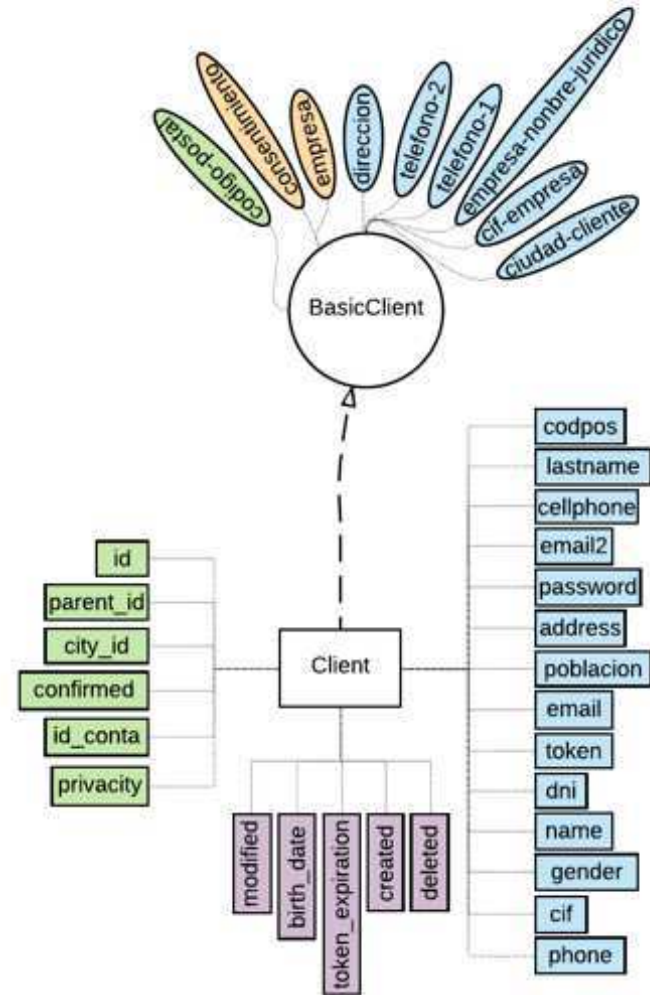 codigo-postal
consentimiento
empresa
direccion
telefono-2
telefono-1
empresa-nonbre-juridico
cif-empresa
ciudad-cliente
BasicClient
codpos
lastname
cellphone
email2
password
address
poblacion
email
token
dni
name
gender
cif
phone
id
parent_id
city_id
confirmed
id_conta
privacity
Client
modified
birth_date
token_expiration
created
deleted